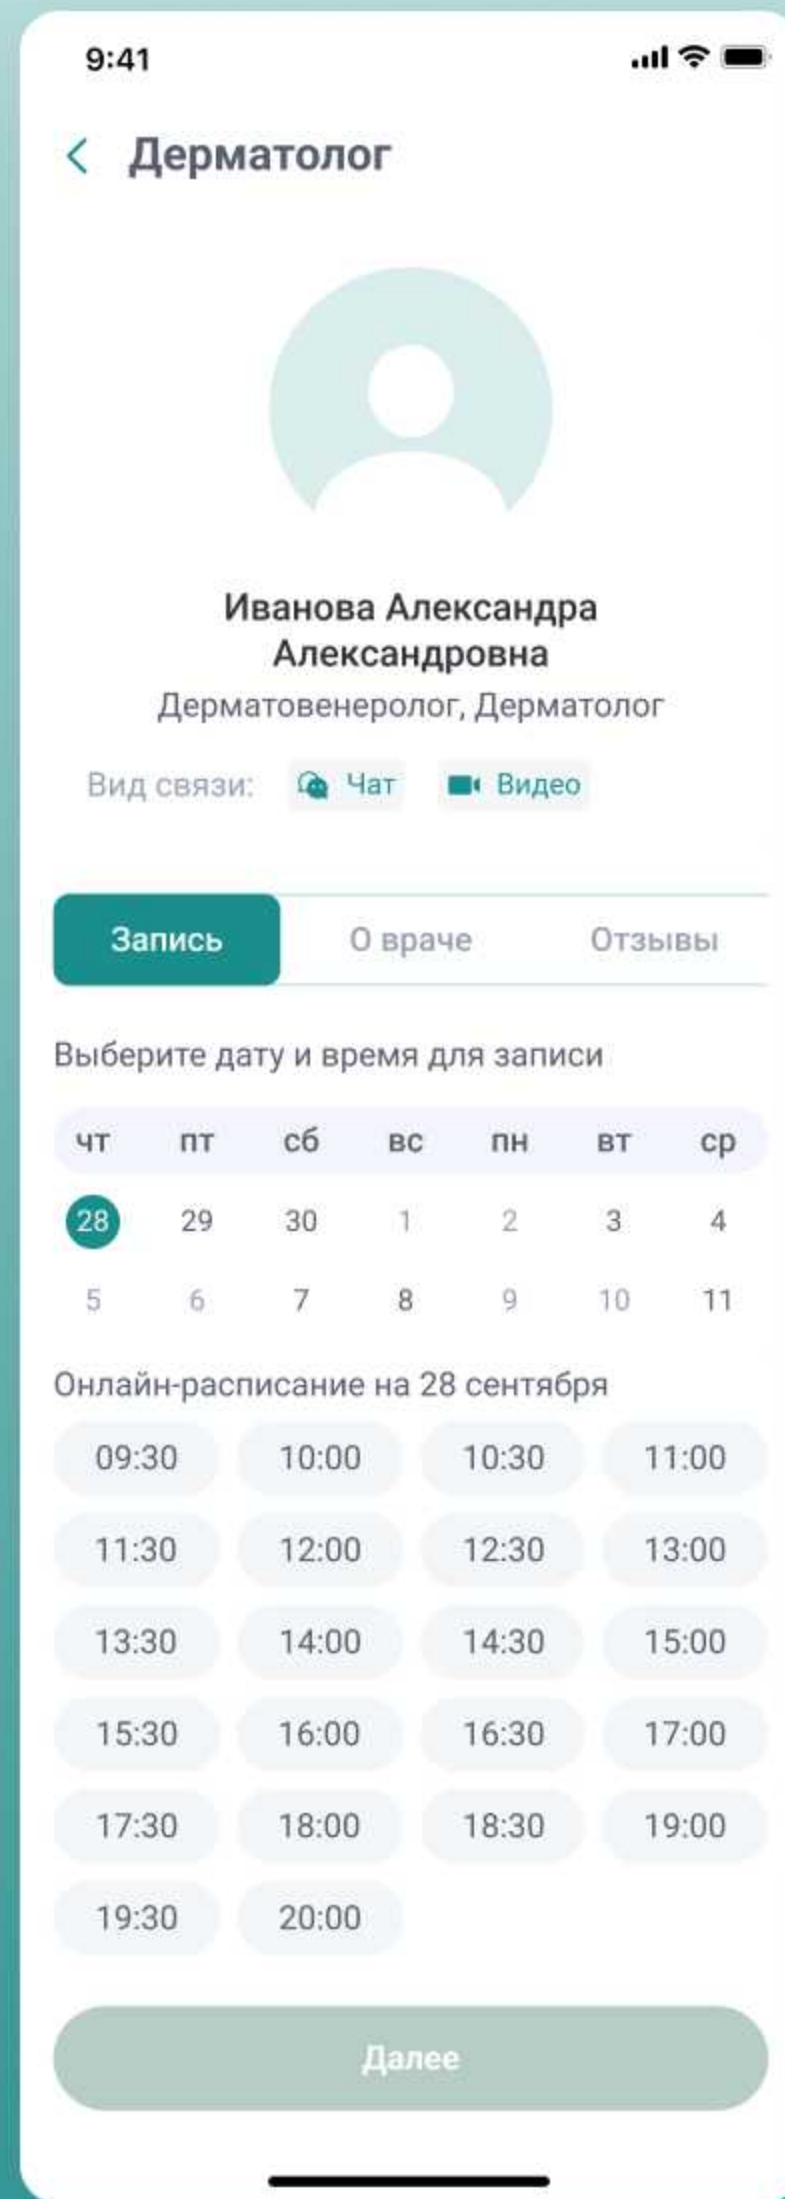 9:41
Дерматолог
Иванова Александра
Александровна
Дерматовенеролог, Дерматолог
Вид связи: Чат Видео
Запись О враче Отзывы
Выберите дату и время для записи
чт пт сб вс пн вт ср
28 29 30 1 2 3 4
5 6 7 8 9 10 11
Онлайн-расписание на 28 сентября
09:30 10:00 10:30 11:00
11:30 12:00 12:30 13:00
13:30 14:00 14:30 15:00
15:30 16:00 16:30 17:00
17:30 18:00 18:30 19:00
19:30 20:00
Далее